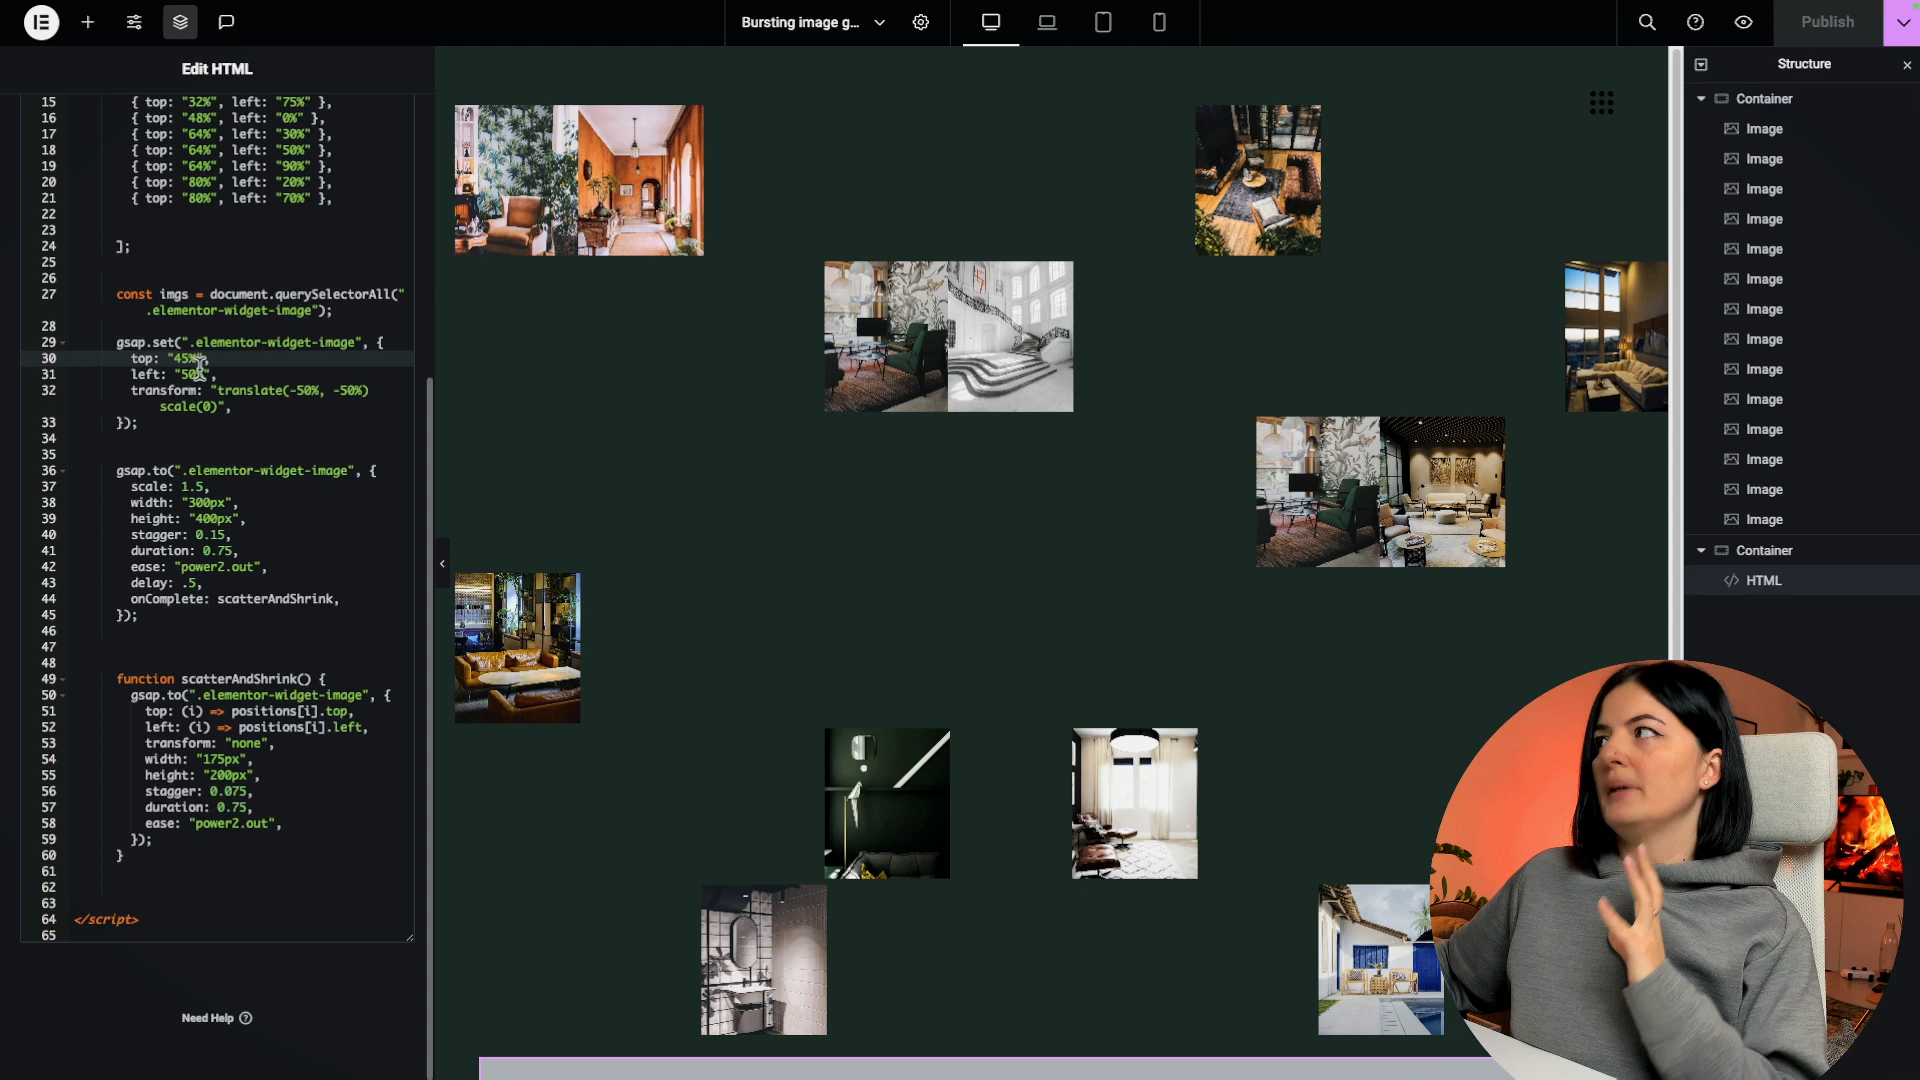 Bursting image g...
Publish
Edit HTML
Structure
15 { top: "32%", left: "75%" },
16 { top: "48%", left: "0%" },
17 { top: "64%", left: "30%" },
18 { top: "64%", left: "50%" },
19 { top: "64%", left: "90%" },
20 { top: "80%", left: "20%" },
21 { top: "80%", left: "70%" },
22
23
24 ];
25
26
27 const imgs = document.querySelectorAll("
.elementor-widget-image");
28
29 gsap.set(".elementor-widget-image", {
30 top: "45%",
31 left: "50%",
32 transform: "translate(-50%, -50%)
scale(0)",
33 });
34
35
36 gsap.to(".elementor-widget-image", {
37 scale: 1.5,
38 width: "300px",
39 height: "400px",
40 stagger: 0.15,
41 duration: 0.75,
42 ease: "power2.out",
43 delay: .5,
44 onComplete: scatterAndShrink,
45 });
46
47
48
49 function scatterAndShrink() {
50 gsap.to(".elementor-widget-image", {
51 top: (i) => positions[i].top,
52 left: (i) => positions[i].left,
53 transform: "none",
54 width: "175px",
55 height: "200px",
56 stagger: 0.075,
57 duration: 0.75,
58 ease: "power2.out",
59 });
60 }
61
62
63
64 </script>
65
Need Help
Container
Image
Image
Image
Image
Image
Image
Image
Image
Image
Image
Image
Image
Image
Image
Container
HTML